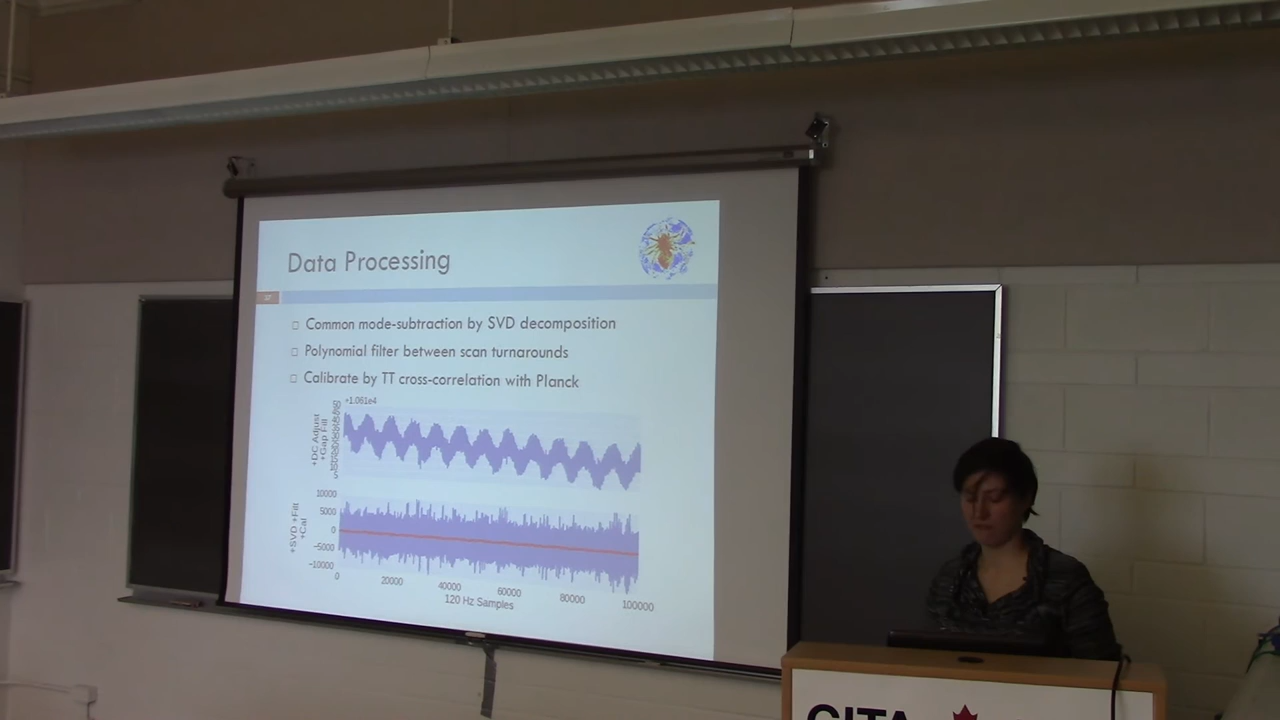 Data Processing
Common mode-subtraction by SVD decomposition
Polynomial filter between scan turnarounds
Calibrate by TT cross-correlation with Planck
+1.061e4
+DC Adjust
+Gap Fill
10000
5000
0
−5000
−10000
+SVD +Filt
+Cal
0 20000 40000 60000 80000 100000
120 Hz Samples
CITA